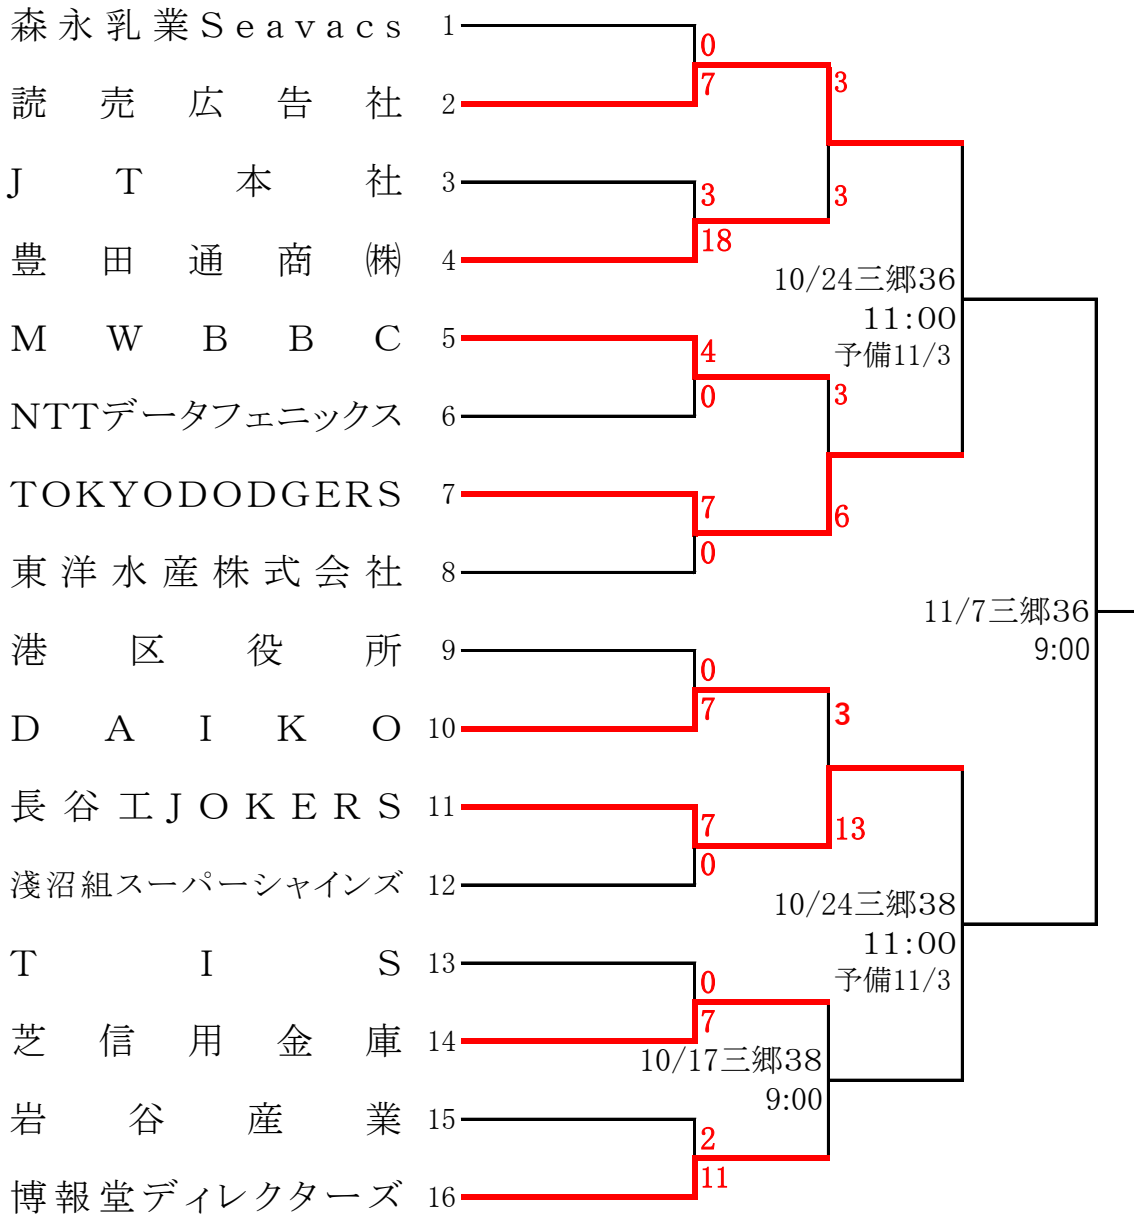 森永乳業Seavacs 1
0
7
3
読売広告社 2
JT本社 3
3
3
18
豊田通商㈱ 4
10/24三郷36
11:00
予備11/3
MWBBC 5
4
0
3
NTTデータフェニックス 6
TOKYODODGERS 7
7
6
0
東洋水産株式会社 8
11/7三郷36
9:00
港区役所 9
0
7
3
DAIKO 10
長谷工JOKERS 11
7
13
0
淺沼組スーパーシャインズ 12
10/24三郷38
11:00
予備11/3
TIS 13
0
7
芝信用金庫 14
10/17三郷38
9:00
岩谷産業 15
2
11
博報堂ディレクターズ 16